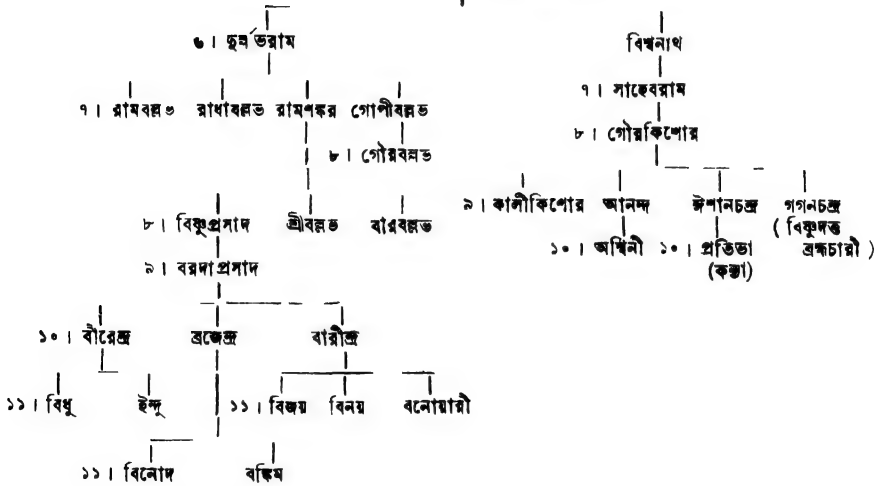 ৬। দুর্ল্লভরাম
বিশ্বনাথ
৭। সাহেবরাম
৭। রামবল্লভ রাধাবল্লভ রামশঙ্কর গোপীবল্লভ
৮। গৌরকিশোর
৮। গৌরবল্লভ
৯। কালীকিশোর আনন্দ ঈশানচন্দ্র গগনচন্দ্র
৮। বিষ্ণুপ্রসাদ শ্রীবল্লভ বীরবল্লভ
( বিষ্ণুদত্ত
১০। অশ্বিনী ১০। প্রতিভা ব্রহ্মচারী )
(কন্যা)
৯। বরদাপ্রসাদ
১০। বীরেন্দ্র ব্রজেন্দ্র বারীন্দ্র
১১। বিধু ইন্দু ১১। বিজয় বিনয় বনোয়ারী
১১। বিনোদ বঙ্কিম